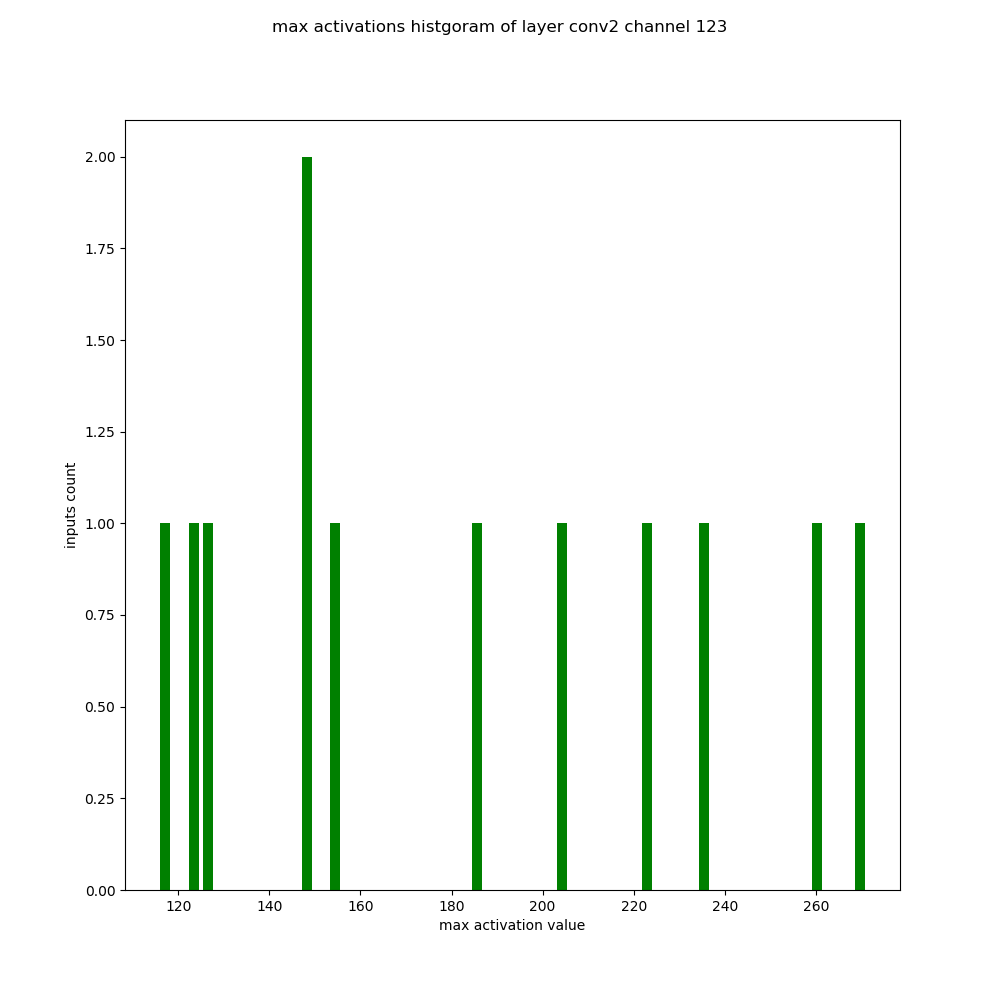 max activations histgoram of layer conv2 channel 123
2.00
1.75
1.50
1.25
1.00
0.75
0.50
0.25
0.00
inputs count
120 140 160 180 200 220 240 260
max activation value